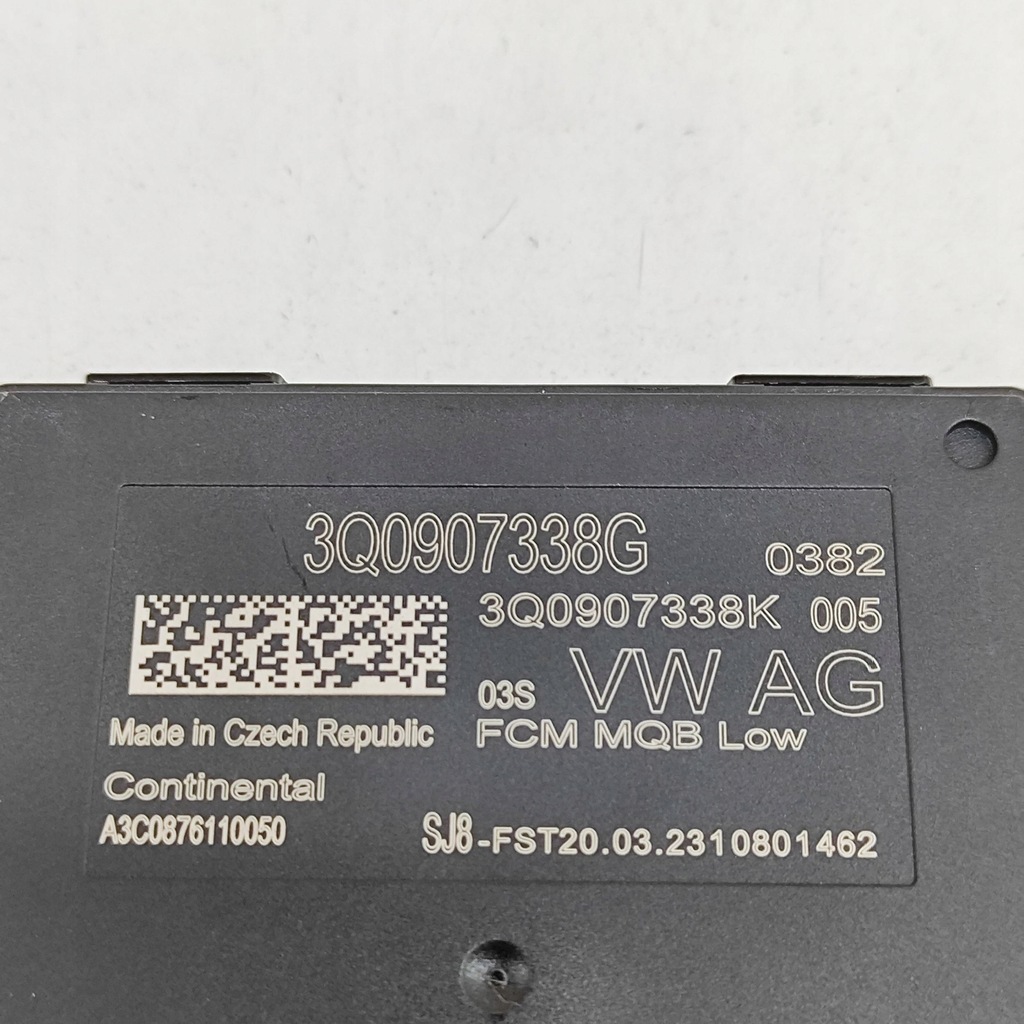 3Q0907338G 0382
3Q0907338K 005
03S VW AG
Made in Czech Republic FCM MQB Low
Continental
A3C0876110050 SJ8-FST20.03.2310801462